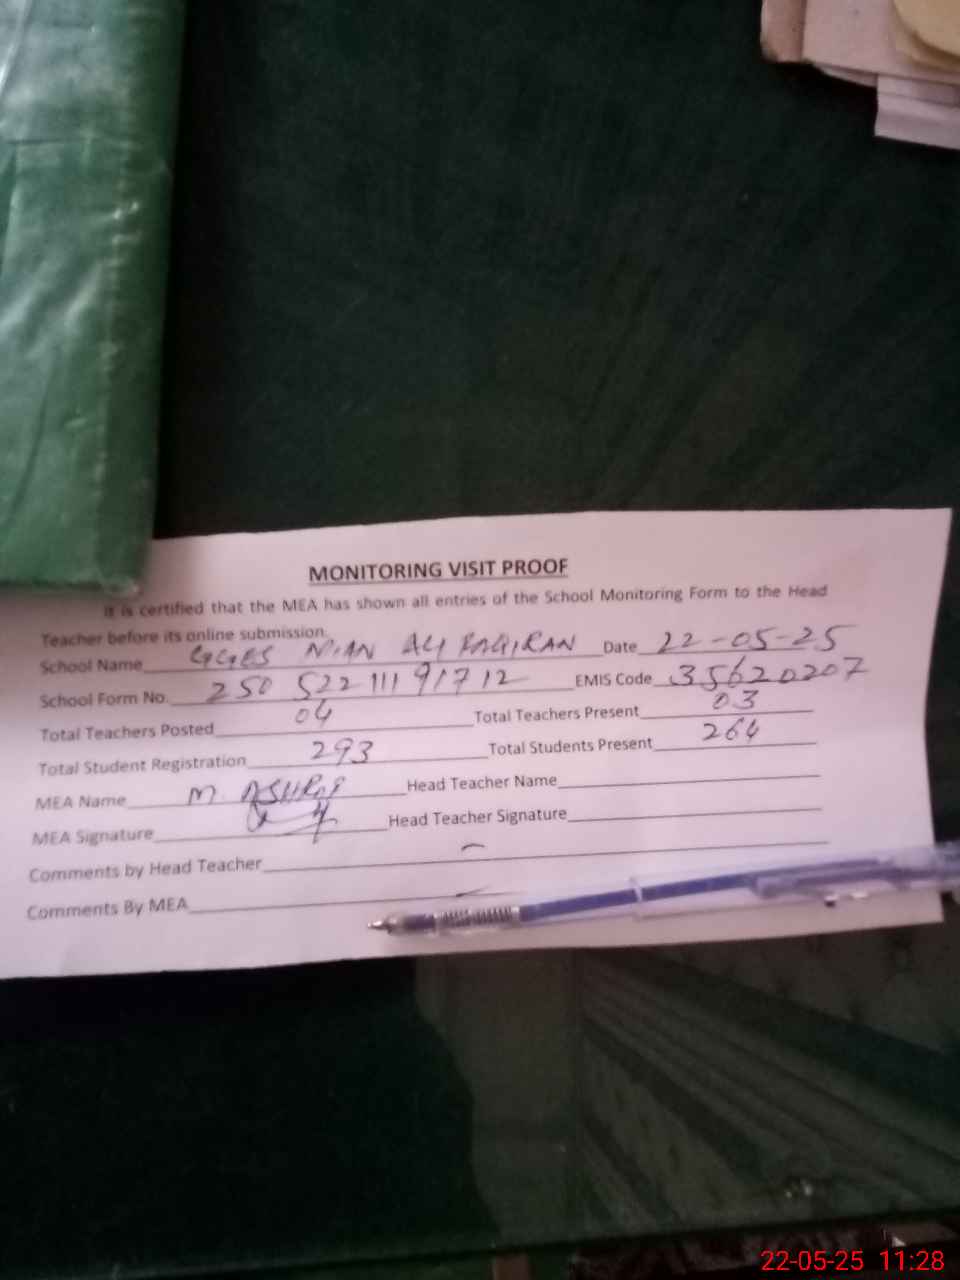 MONITORING VISIT PROOF
It is certified that the MEA has shown all entries of the School Monitoring Form to the Head
Teacher before its online submission.
School Name GGES MIAN ALI FAQIRAN Date 22-05-25
School Form No. 250 522 111 91712 EMIS Code 35620207
Total Teachers Posted 04 Total Teachers Present 03
Total Student Registration 293 Total Students Present 264
MEA Name M ASHRAF Head Teacher Name
MEA Signature Head Teacher Signature
Comments by Head Teacher
Comments By MEA
22-05-25 11:28